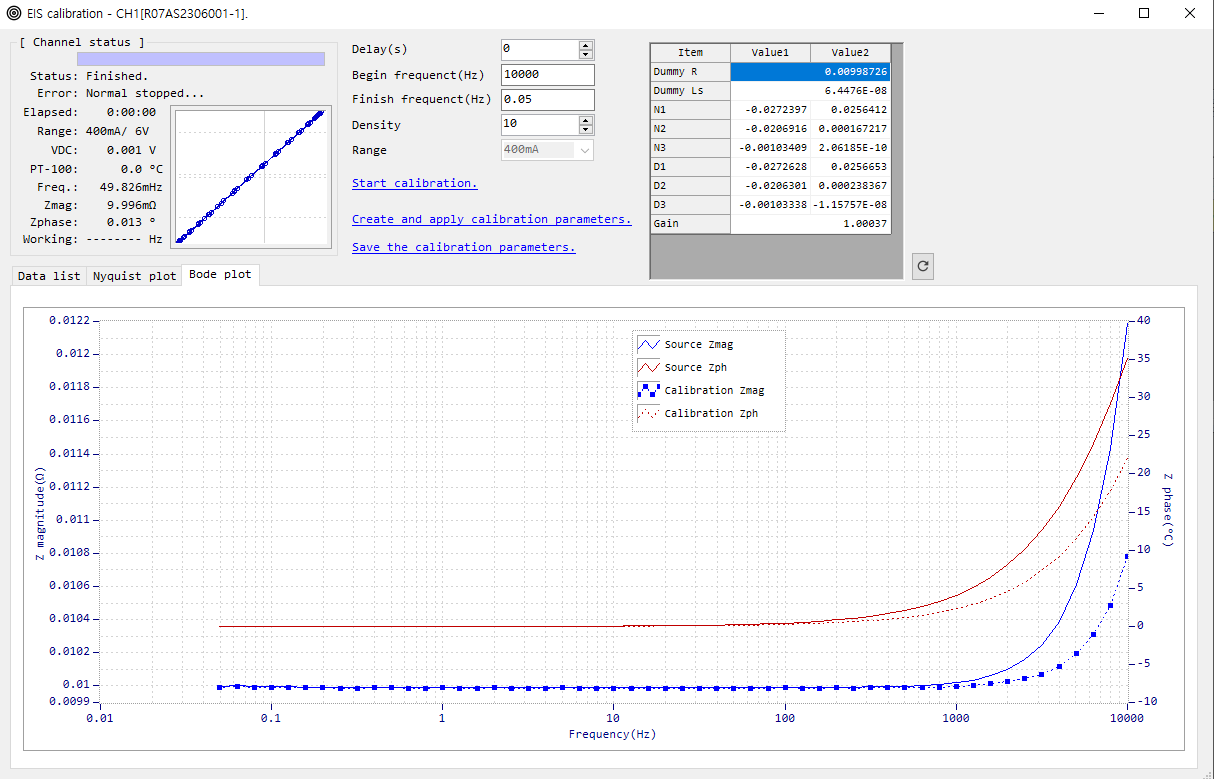 EIS calibration - CH1[R07AS2306001-1].
[ Channel status ]
Status: Finished.
Error: Normal stopped...
Elapsed: 0:00:00
Range: 400mA/ 6V
VDC: 0.001 V
PT-100: 0.0 °C
Freq.: 49.826mHz
Zmag: 9.996mΩ
Zphase: 0.013 °
Working: -------- Hz
Delay(s) 0
Begin frequenct(Hz) 10000
Finish frequenct(Hz) 0.05
Density 10
Range 400mA
Start calibration.
Create and apply calibration parameters.
Save the calibration parameters.
Item Value1 Value2
Dummy R 0.00998726
Dummy Ls 6.4476E-08
N1 -0.0272397 0.0256412
N2 -0.0206916 0.000167217
N3 -0.00103409 2.06185E-10
D1 -0.0272628 0.0256653
D2 -0.0206301 0.000238367
D3 -0.00103338 -1.15757E-08
Gain 1.00037
Data list Nyquist plot Bode plot
Z magnitude(Ω)
0.0122
0.012
0.0118
0.0116
0.0114
0.0112
0.011
0.0108
0.0106
0.0104
0.0102
0.01
0.0099
Source Zmag
Source Zph
Calibration Zmag
Calibration Zph
40
35
30
25
20
15
10
5
0
-5
-10
Z phase(°C)
0.01 0.1 1 10 100 1000 10000
Frequency(Hz)